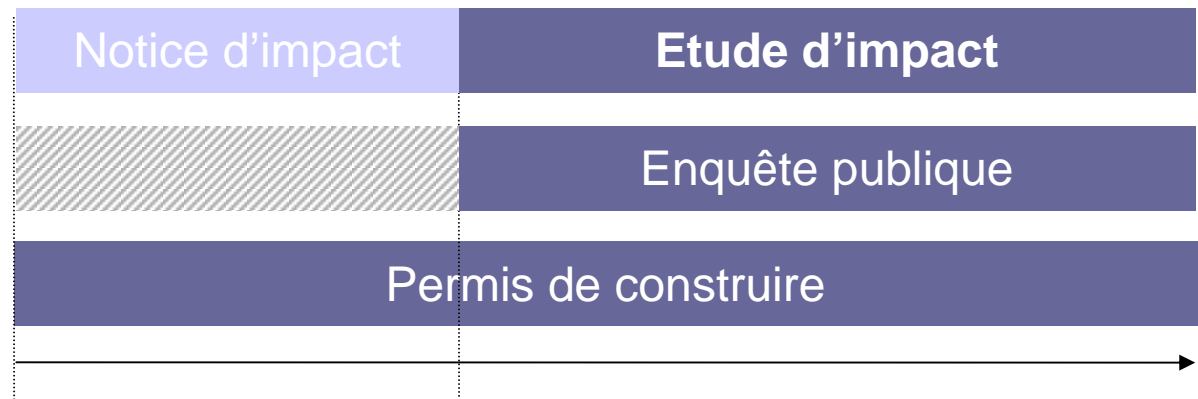 Notice d’impact
Etude d’impact
Enquête publique
Permis de construire